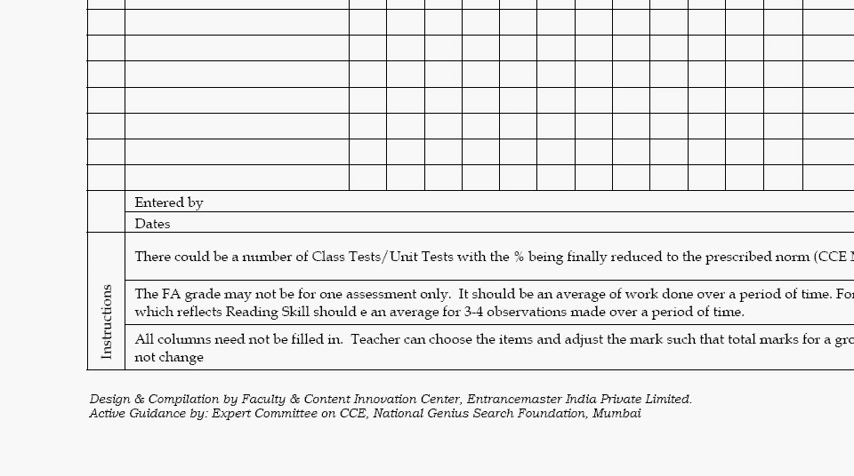 Entered by
Dates
There could be a number of Class Tests/Unit Tests with the % being finally reduced to the prescribed norm (CCE
The FA grade may not be for one assessment only. It should be an average of work done over a period of time. For
which reflects Reading Skill should e an average for 3-4 observations made over a period of time.
Instructions
All columns need not be filled in. Teacher can choose the items and adjust the mark such that total marks for a gro
not change
Design & Compilation by Faculty & Content Innovation Center, Entrancemaster India Private Limited.
Active Guidance by: Expert Committee on CCE, National Genius Search Foundation, Mumbai